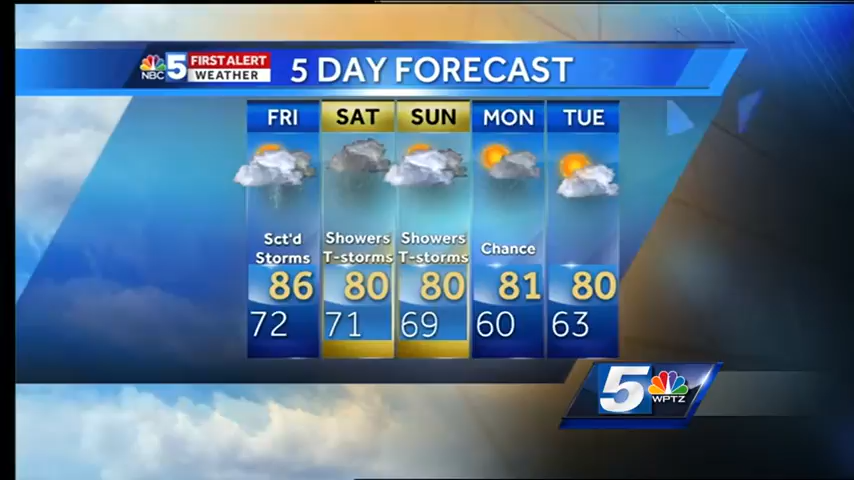 NBC 5 FIRST ALERT WEATHER
5 DAY FORECAST
FRI SAT SUN MON TUE
Sct'd Storms
Showers T-storms
Showers T-storms
Chance
86 80 80 81 80
72 71 69 60 63
5 WPTZ